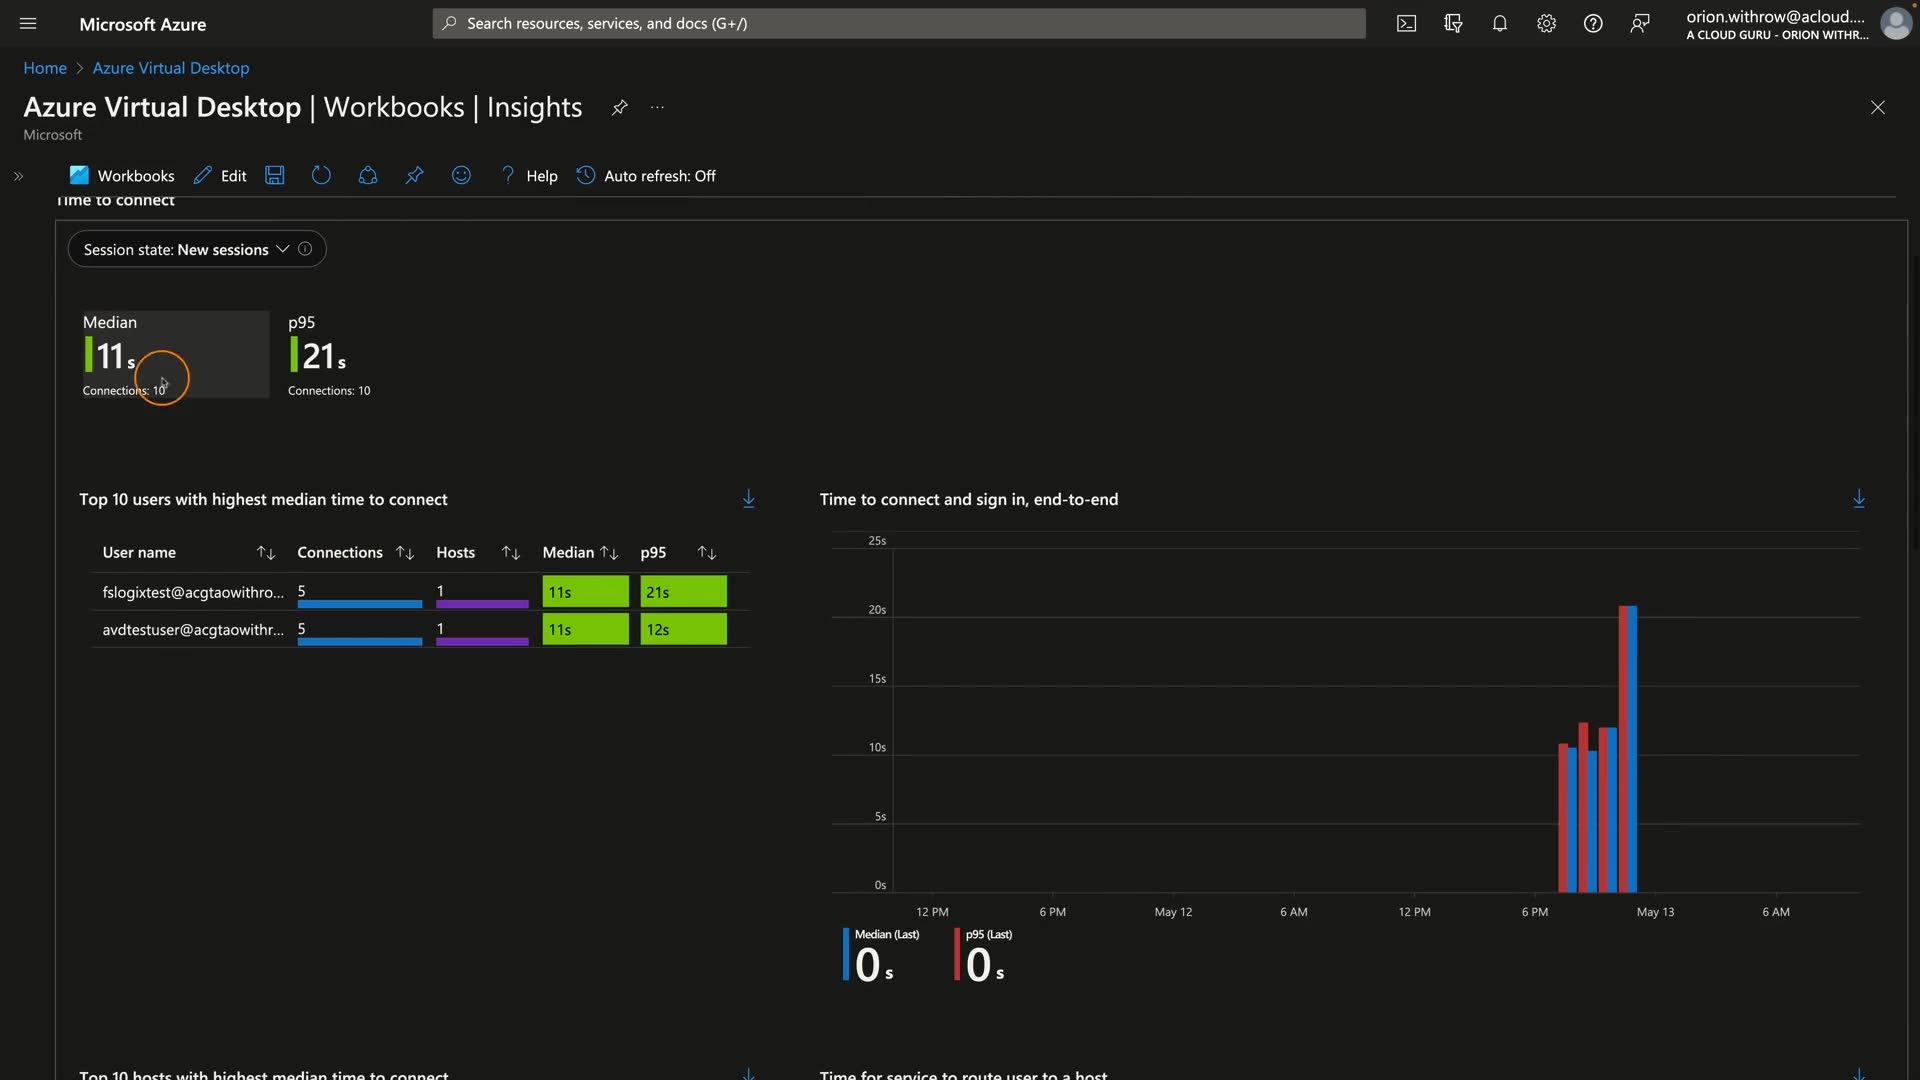 Microsoft Azure
Search resources, services, and docs (G+/)
orion.withrow@acloud....
A CLOUD GURU - ORION WITHR...
Home > Azure Virtual Desktop
Azure Virtual Desktop | Workbooks | Insights
Microsoft
Workbooks Edit Help Auto refresh: Off
Time to connect
Session state: New sessions
Median p95
11s 21s
Connections: 10 Connections: 10
Top 10 users with highest median time to connect
User name Connections Hosts Median p95
fslogixtest@acgtaowithro... 5 1 11s 21s
avdtestuser@acgtaowithr... 5 1 11s 12s
Time to connect and sign in, end-to-end
25s
20s
15s
10s
5s
0s
12 PM 6 PM May 12 6 AM 12 PM 6 PM May 13 6 AM
Median (Last) p95 (Last)
0s 0s
Top 10 hosts with highest median time to connect
Time for service to route user to a host